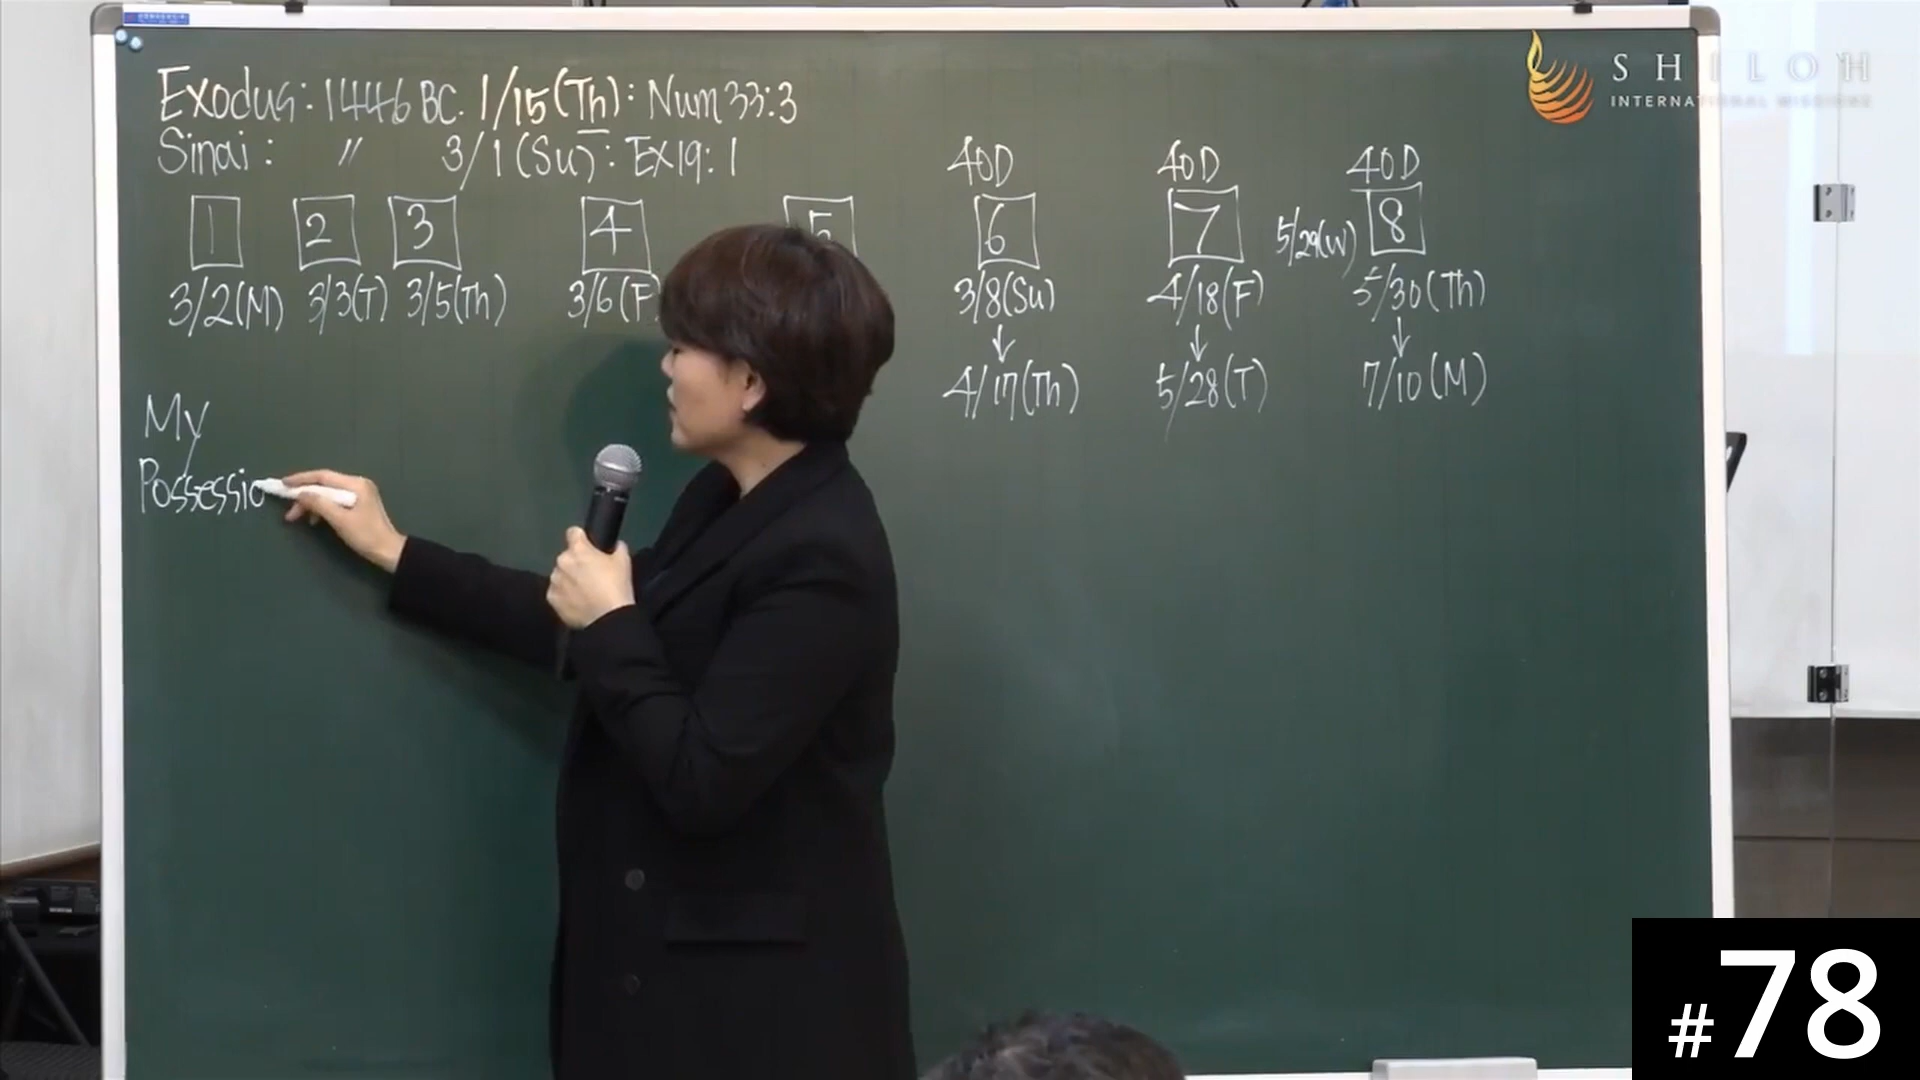 Exodus: 1446 BC. 1/15(Th): Num 33:3
Sinai: 〃 3/1(Su): EX19:1
40D 40D 40D
1 2 3 4 5 6 7 5/29(W) 8
3/2(M) 3/3(T) 3/5(Th) 3/6(F) 3/8(Su) 4/18(F) 5/30(Th)
↓ ↓ ↓
4/17(Th) 5/28(T) 7/10(M)
My
Possessio
SHILOH
INTERNATIONAL MISSIONS
#78